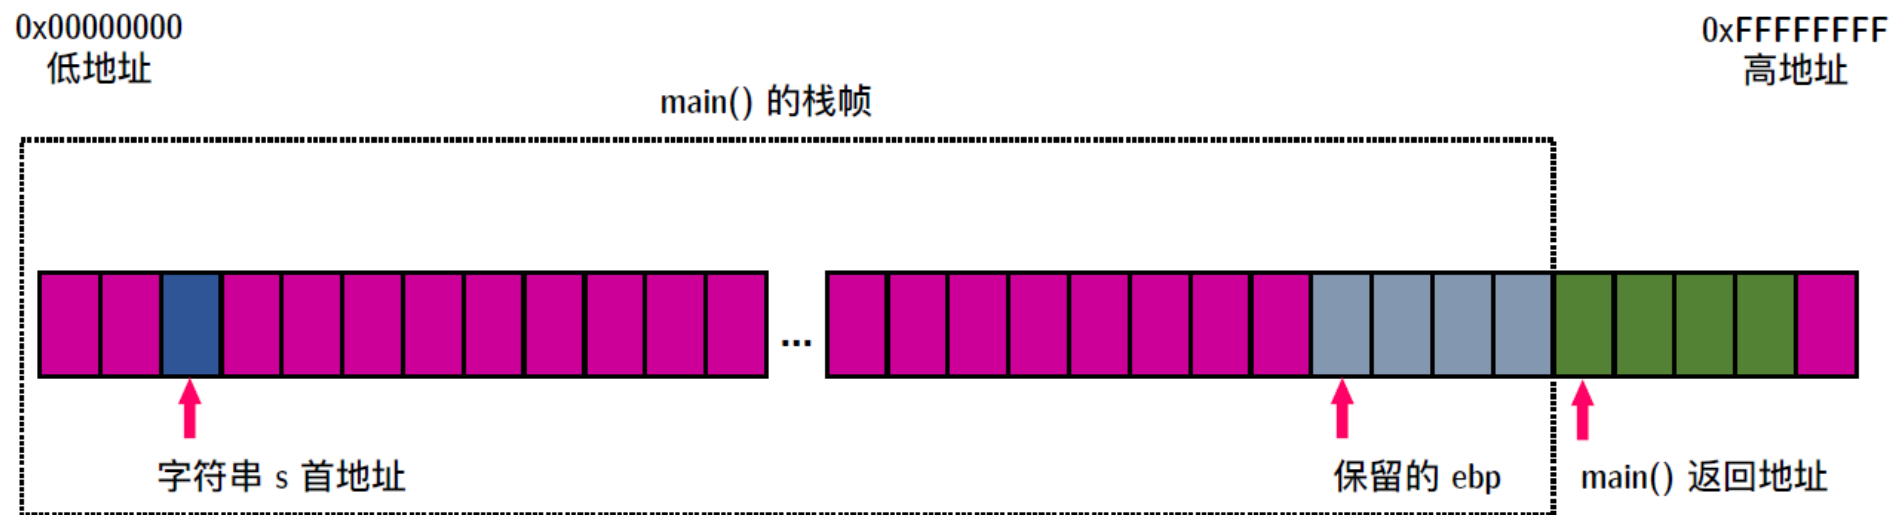 0x00000000
低地址
0xFFFFFFFF
高地址
main() 的栈帧
...
字符串 s 首地址
保留的 ebp
main() 返回地址